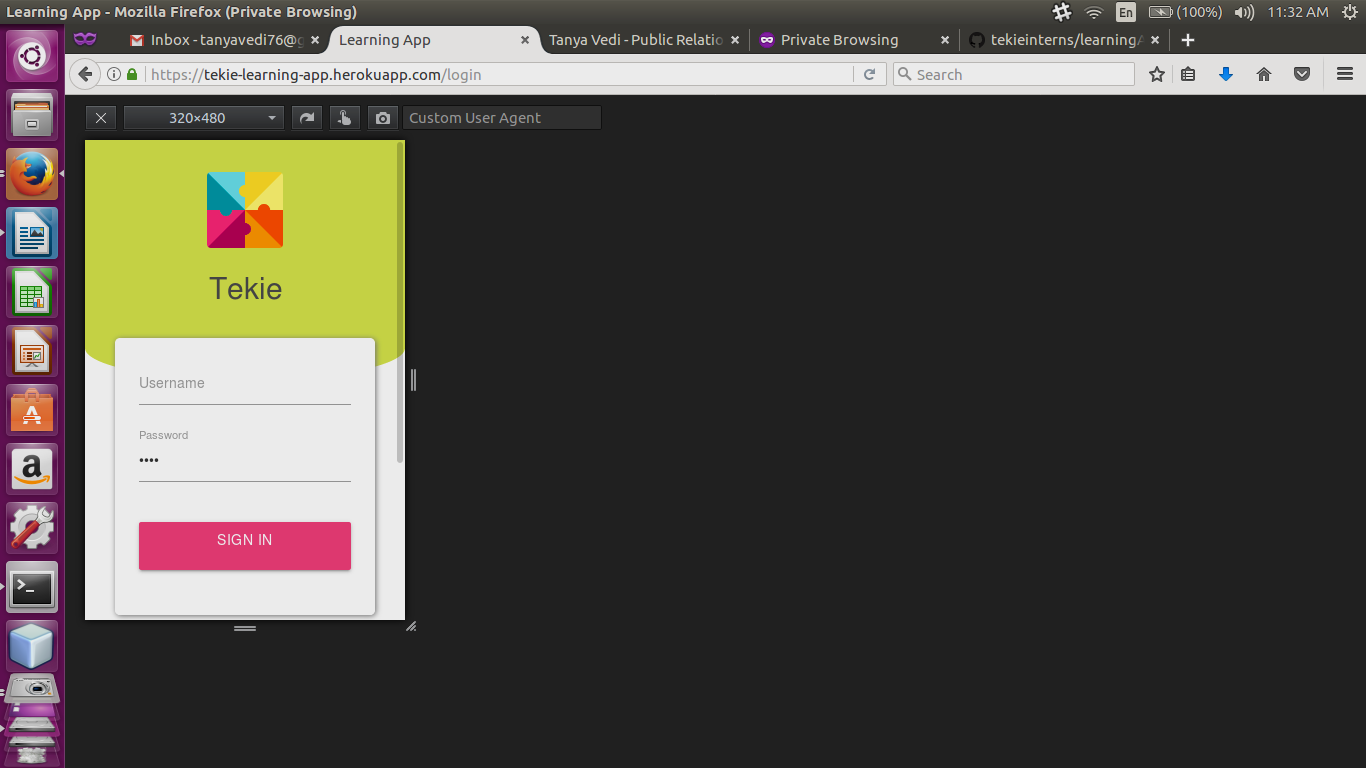 Learning App - Mozilla Firefox (Private Browsing)
En
(100%)
11:32 AM
Inbox - tanyavedi76@g
Learning App
Tanya Vedi - Public Relatio
Private Browsing
tekieinterns/learningA
https://tekie-learning-app.herokuapp.com/login
Search
320×480
Custom User Agent
Tekie
Username
Password
••••
SIGN IN